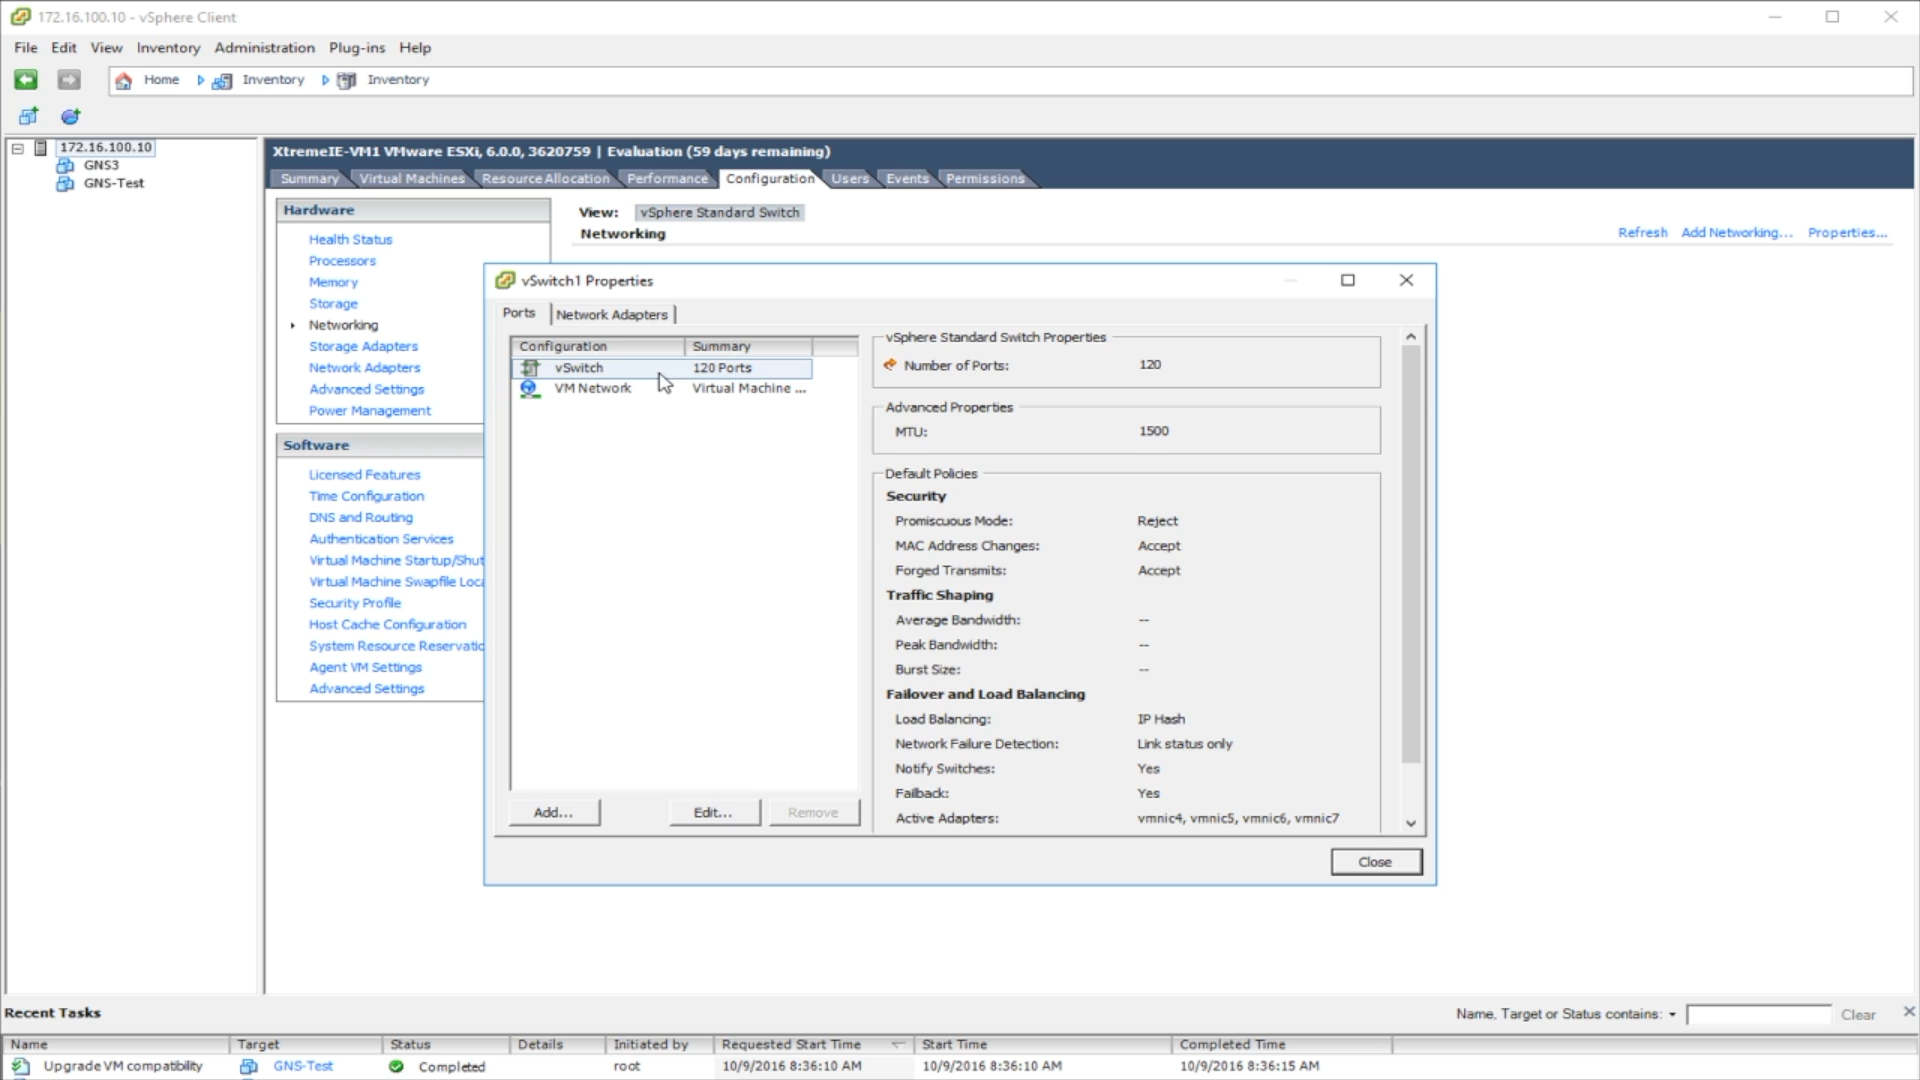 172.16.100.10 - vSphere Client
File Edit View Inventory Administration Plug-ins Help
Home Inventory Inventory
172.16.100.10
GNS3
GNS-Test
XtremeIE-VM1 VMware ESXi, 6.0.0, 3620759 | Evaluation (59 days remaining)
Summary Virtual Machines Resource Allocation Performance Configuration Users Events Permissions
Hardware
Health Status
Processors
Memory
Storage
Networking
Storage Adapters
Network Adapters
Advanced Settings
Power Management
Software
Licensed Features
Time Configuration
DNS and Routing
Authentication Services
Virtual Machine Startup/Shut
Virtual Machine Swapfile Loca
Security Profile
Host Cache Configuration
System Resource Reservatio
Agent VM Settings
Advanced Settings
View: vSphere Standard Switch
Networking
Refresh Add Networking... Properties...
vSwitch1 Properties
Ports Network Adapters
Configuration Summary
vSwitch 120 Ports
VM Network Virtual Machine ...
Add... Edit... Remove
vSphere Standard Switch Properties
Number of Ports: 120
Advanced Properties
MTU: 1500
Default Policies
Security
Promiscuous Mode: Reject
MAC Address Changes: Accept
Forged Transmits: Accept
Traffic Shaping
Average Bandwidth: --
Peak Bandwidth: --
Burst Size: --
Failover and Load Balancing
Load Balancing: IP Hash
Network Failure Detection: Link status only
Notify Switches: Yes
Failback: Yes
Active Adapters: vmnic4, vmnic5, vmnic6, vmnic7
Close
Recent Tasks
Name, Target or Status contains: Clear
Name Target Status Details Initiated by Requested Start Time Start Time Completed Time
Upgrade VM compatibility GNS-Test Completed root 10/9/2016 8:36:10 AM 10/9/2016 8:36:10 AM 10/9/2016 8:36:15 AM